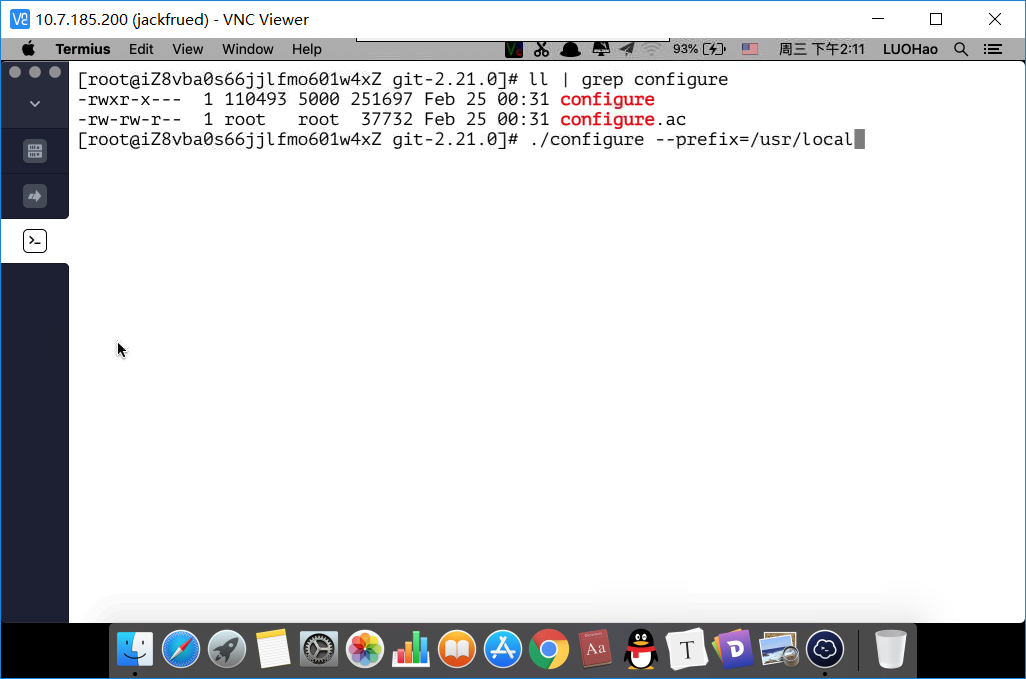 10.7.185.200 (jackfrued) - VNC Viewer
Termius Edit View Window Help 93% 周三 下午2:11 LUOHao
[root@iZ8vba0s66jjlfmo601w4xZ git-2.21.0]# ll | grep configure
-rwxr-x--- 1 110493 5000 251697 Feb 25 00:31 configure
-rw-rw-r-- 1 root root 37732 Feb 25 00:31 configure.ac
[root@iZ8vba0s66jjlfmo601w4xZ git-2.21.0]# ./configure --prefix=/usr/local
Aa T D